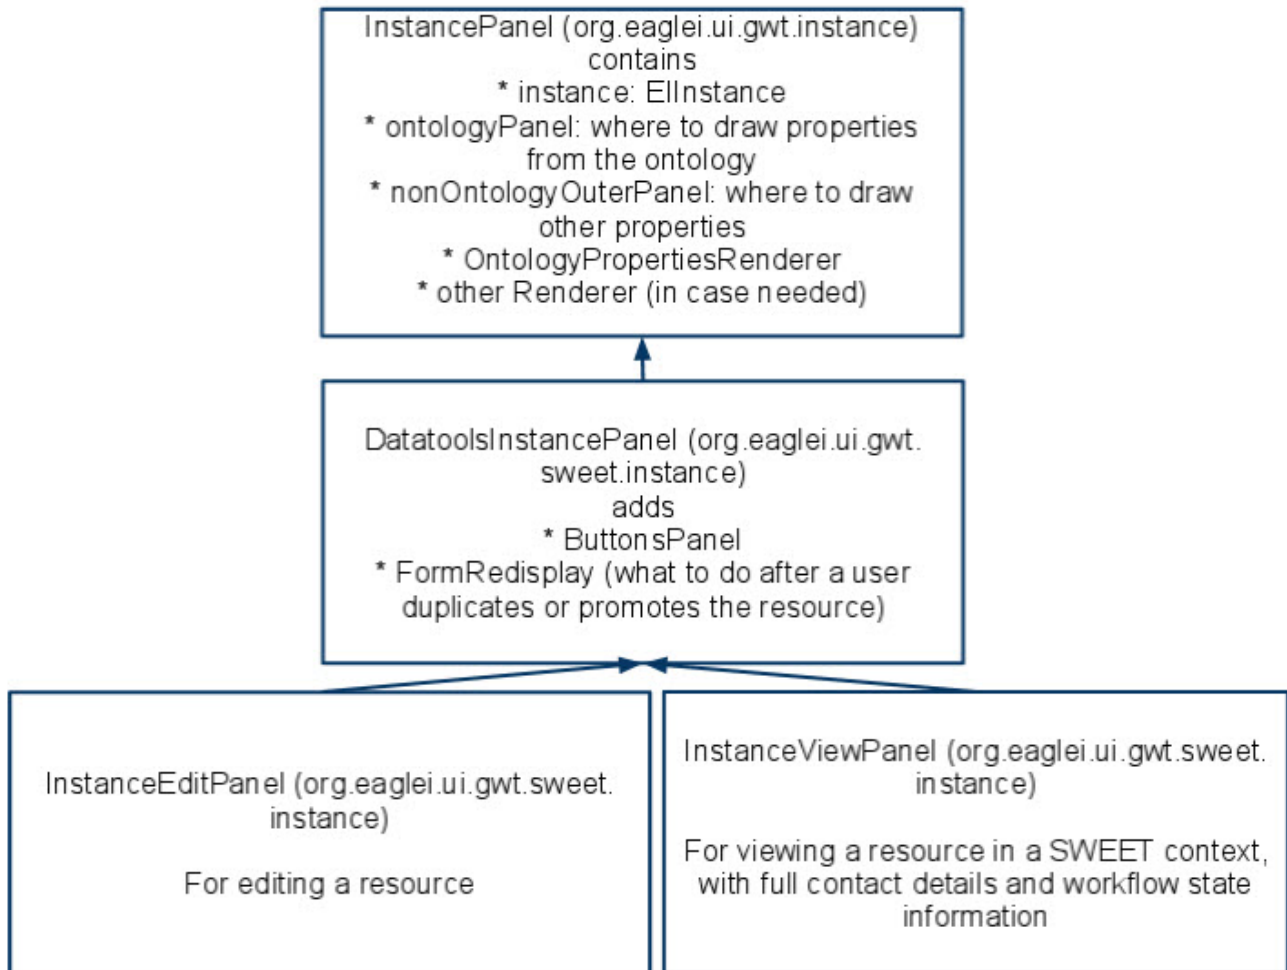 InstancePanel (org.eaglei.ui.gwt.instance)
contains
* instance: EIInstance
* ontologyPanel: where to draw properties
from the ontology
* nonOntologyOuterPanel: where to draw
other properties
* OntologyPropertiesRenderer
* other Renderer (in case needed)
DatatoolsInstancePanel (org.eaglei.ui.gwt.
sweet.instance)
adds
* ButtonsPanel
* FormRedisplay (what to do after a user
duplicates or promotes the resource)
InstanceEditPanel (org.eaglei.ui.gwt.sweet.
instance)
For editing a resource
InstanceViewPanel (org.eaglei.ui.gwt.sweet.
instance)
For viewing a resource in a SWEET context,
with full contact details and workflow state
information